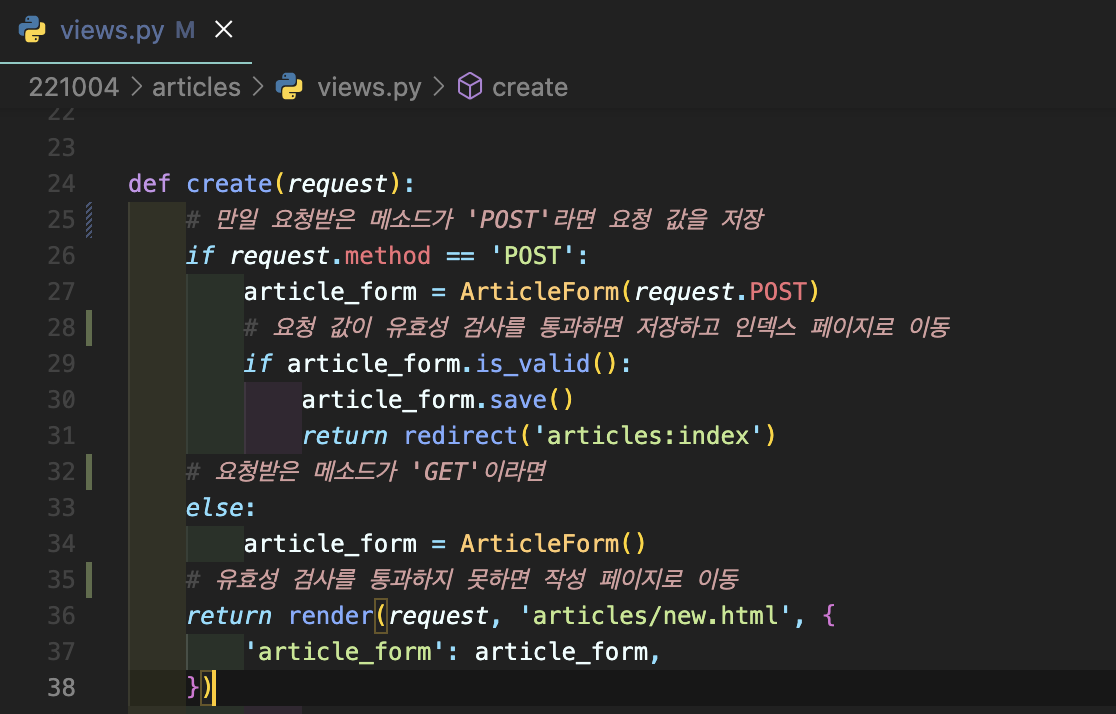 views.py M
221004 > articles > views.py > create
22
23
24 def create(request):
25 # 만일 요청받은 메소드가 'POST'라면 요청 값을 저장
26 if request.method == 'POST':
27 article_form = ArticleForm(request.POST)
28 # 요청 값이 유효성 검사를 통과하면 저장하고 인덱스 페이지로 이동
29 if article_form.is_valid():
30 article_form.save()
31 return redirect('articles:index')
32 # 요청받은 메소드가 'GET'이라면
33 else:
34 article_form = ArticleForm()
35 # 유효성 검사를 통과하지 못하면 작성 페이지로 이동
36 return render(request, 'articles/new.html', {
37 'article_form': article_form,
38 })